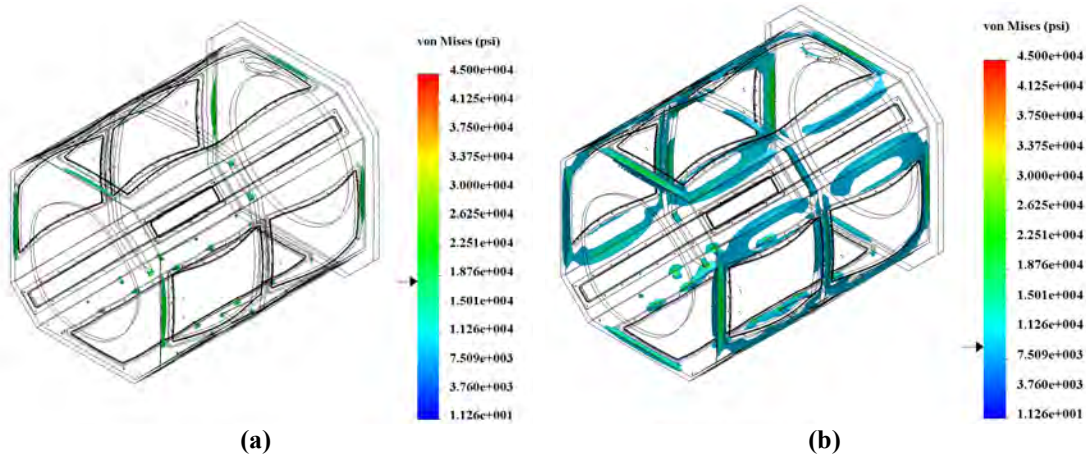 von Mises (psi)
4.500e+004
4.125e+004
3.750e+004
3.375e+004
3.000e+004
2.625e+004
2.251e+004
1.876e+004
1.501e+004
1.126e+004
7.509e+003
3.760e+003
1.126e+001
(a)
von Mises (psi)
4.500e+004
4.125e+004
3.750e+004
3.375e+004
3.000e+004
2.625e+004
2.251e+004
1.876e+004
1.501e+004
1.126e+004
7.509e+003
3.760e+003
1.126e+001
(b)